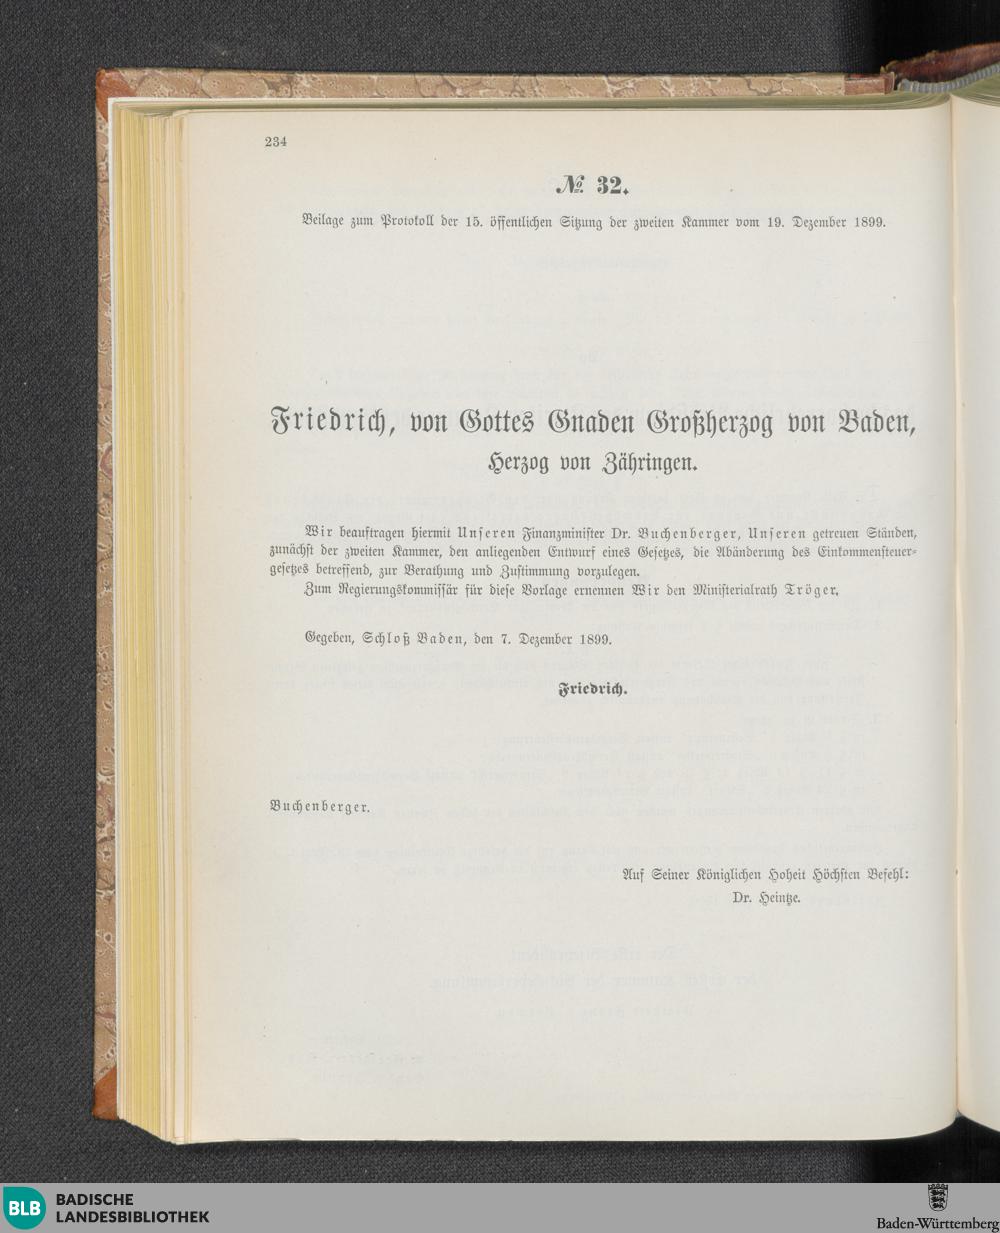 234
№ 32.
Beilage zum Protokoll der 15. öffentlichen Sitzung der zweiten Kammer vom 19. Dezember 1899.
Friedrich, von Gottes Gnaden Großherzog von Baden,
Herzog von Zähringen.
Wir beauftragen hiermit Unseren Finanzminister Dr. Buchenberger, Unseren getreuen Ständen,
zunächst der zweiten Kammer, den anliegenden Entwurf eines Gesetzes, die Abänderung des Einkommensteuer-
gesetzes betreffend, zur Berathung und Zustimmung vorzulegen.
Zum Regierungskommissär für diese Vorlage ernennen Wir den Ministerialrath Tröger.
Gegeben, Schloß Baden, den 7. Dezember 1899.
Friedrich.
Buchenberger.
Auf Seiner Königlichen Hoheit Höchsten Befehl:
Dr. Heintze.
BLB
BADISCHE
LANDESBIBLIOTHEK
Baden-Württemberg